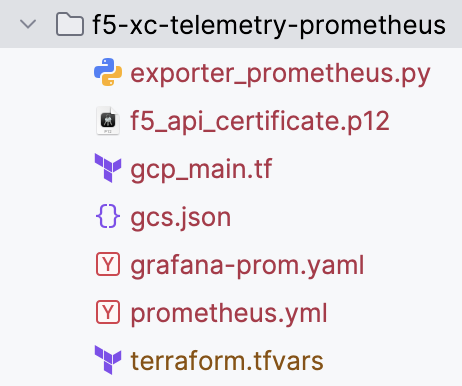 f5-xc-telemetry-prometheus
exporter_prometheus.py
f5_api_certificate.p12
gcp_main.tf
gcs.json
grafana-prom.yaml
prometheus.yml
terraform.tfvars